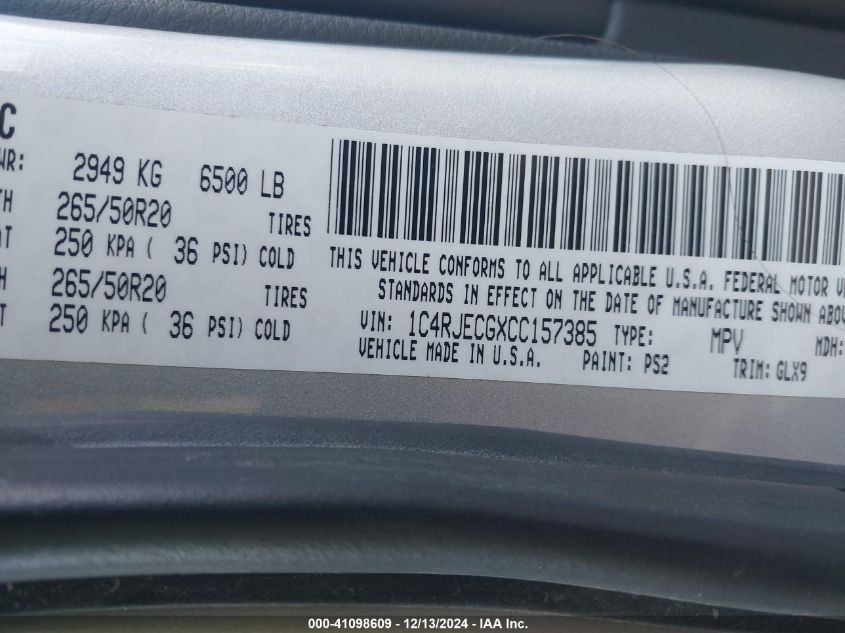 C
WR: 2949 KG 6500 LB
TH 265/50R20 TIRES
AT 250 KPA ( 36 PSI) COLD
TH 265/50R20 TIRES
AT 250 KPA ( 36 PSI) COLD
THIS VEHICLE CONFORMS TO ALL APPLICABLE U.S.A. FEDERAL MOTOR VE
STANDARDS IN EFFECT ON THE DATE OF MANUFACTURE SHOWN ABOV
VIN: 1C4RJECGXCC157385 TYPE: MPV MDH:
VEHICLE MADE IN U.S.A. PAINT: PS2 TRIM: GLX9
000-41098609 - 12/13/2024 - IAA Inc.